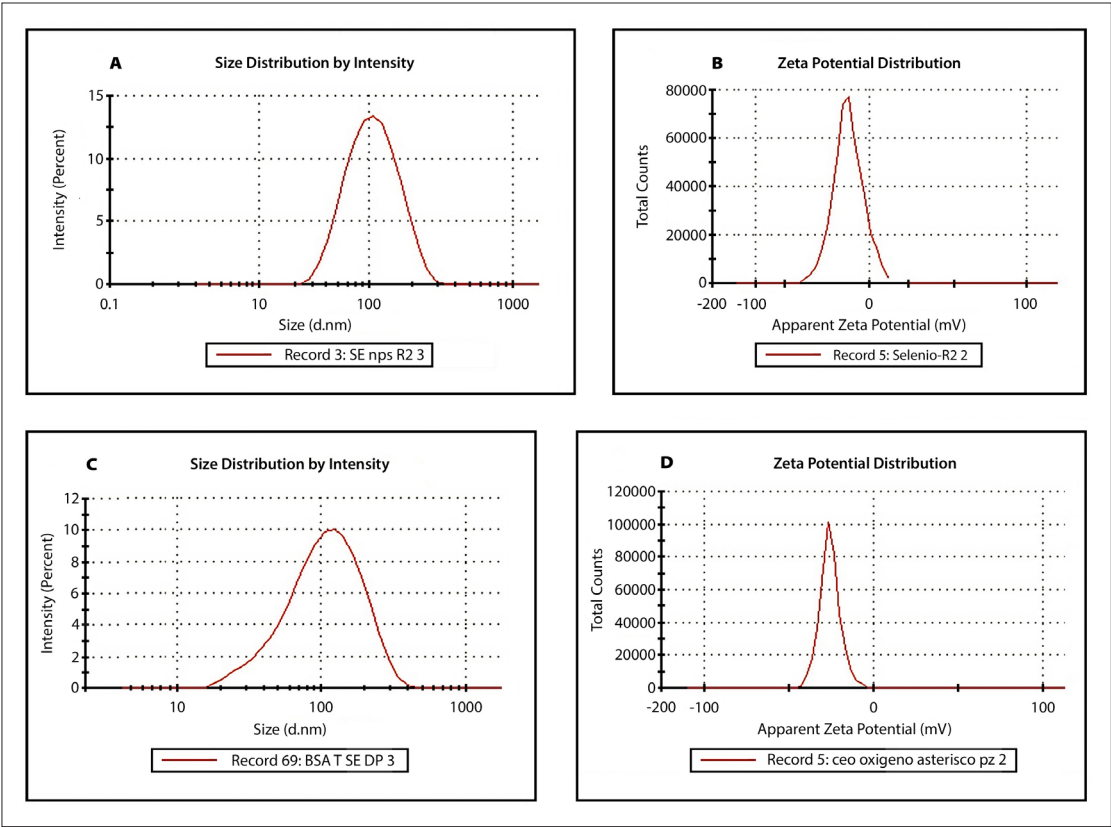 A
Size Distribution by Intensity
15
10
5
0
Intensity (Percent)
0.1 10 100 1000
Size (d.nm)
Record 3: SE nps R2 3
B
Zeta Potential Distribution
80000
60000
40000
20000
0
Total Counts
-200 -100 0 100
Apparent Zeta Potential (mV)
Record 5: Selenio-R2 2
C
Size Distribution by Intensity
12
10
8
6
4
2
0
Intensity (Percent)
10 100 1000
Size (d.nm)
Record 69: BSA T SE DP 3
D
Zeta Potential Distribution
120000
100000
80000
60000
40000
20000
0
Total Counts
-200 -100 0 100
Apparent Zeta Potential (mV)
Record 5: ceo oxigeno asterisco pz 2